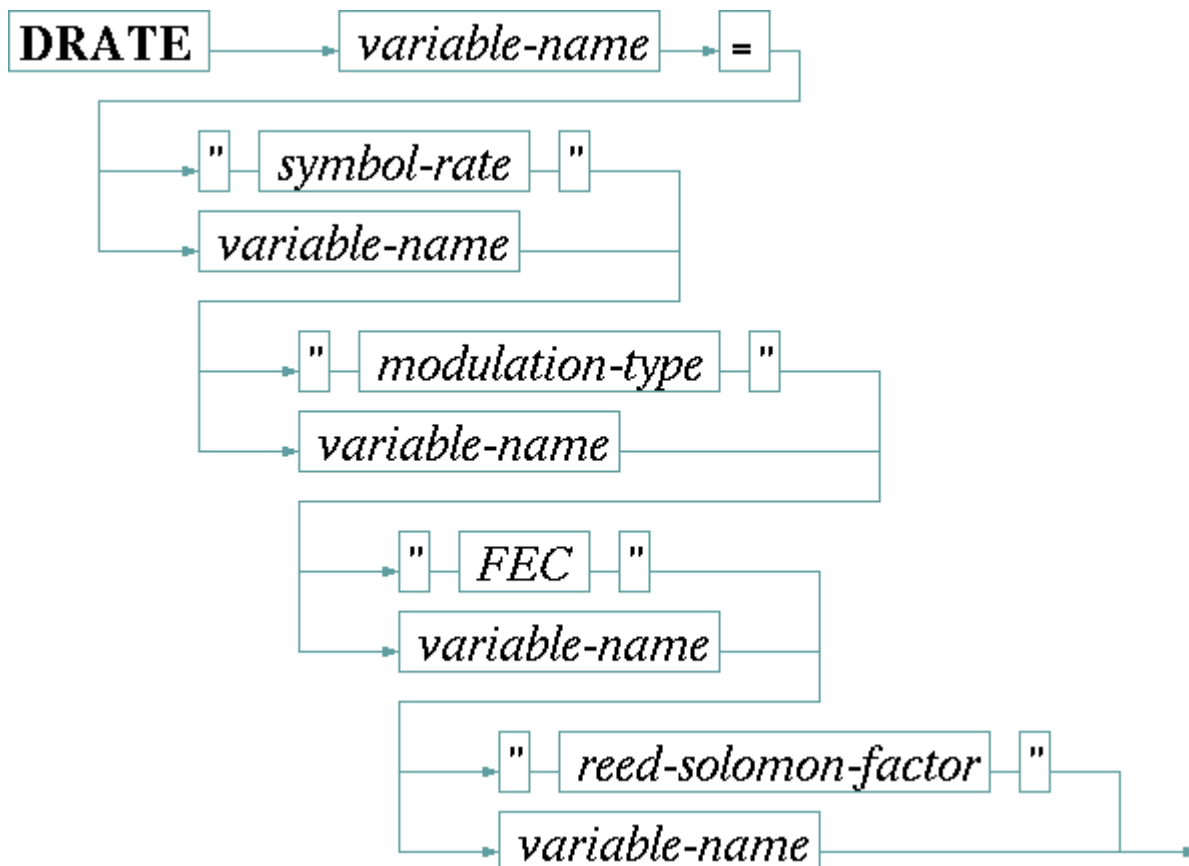 DRATE variable-name =
" symbol-rate "
variable-name
" modulation-type "
variable-name
" FEC "
variable-name
" reed-solomon-factor "
variable-name